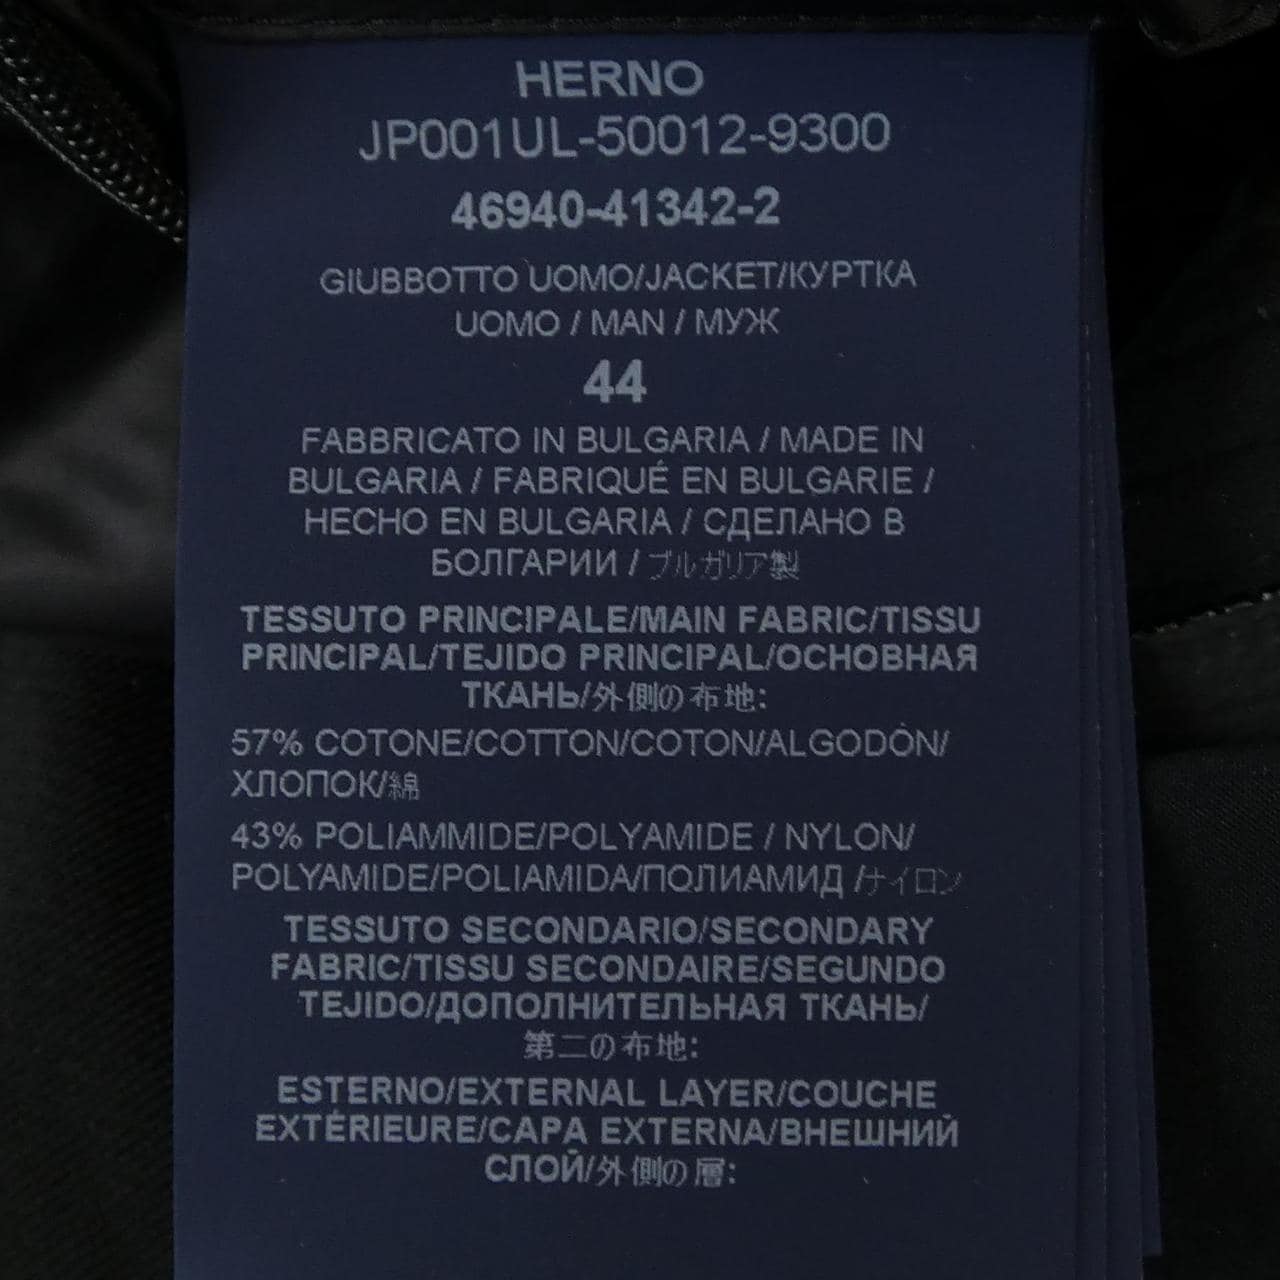 HERNO
JP001UL-50012-9300
46940-41342-2
GIUBBOTTO UOMO/JACKET/КУРТКА
UOMO / MAN / МУЖ
44
FABBRICATO IN BULGARIA / MADE IN
BULGARIA / FABRIQUÉ EN BULGARIE /
HECHO EN BULGARIA / СДЕЛАНО В
БОЛГАРИИ / ブルガリア製
TESSUTO PRINCIPALE/MAIN FABRIC/TISSU
PRINCIPAL/TEJIDO PRINCIPAL/ОСНОВНАЯ
ТКАНЬ/外側の布地:
57% COTONE/COTTON/COTON/ALGODÒN/
ХЛОПОК/綿
43% POLIAMMIDE/POLYAMIDE / NYLON/
POLYAMIDE/POLIAMIDA/ПОЛИАМИД /ナイロン
TESSUTO SECONDARIO/SECONDARY
FABRIC/TISSU SECONDAIRE/SEGUNDO
TEJIDO/ДОПОЛНИТЕЛЬНАЯ ТКАНЬ/
第二の布地:
ESTERNO/EXTERNAL LAYER/COUCHE
EXTÉRIEURE/CAPA EXTERNA/ВНЕШНИЙ
СЛОЙ/外側の層: